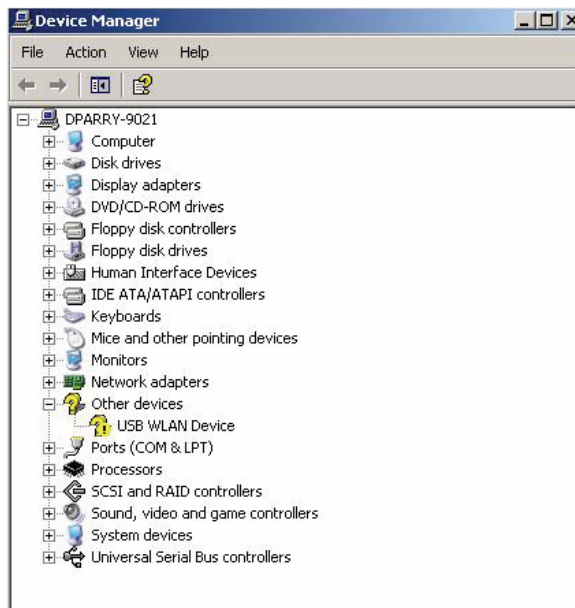 Device Manager
File Action View Help
DPARRY-9021
Computer
Disk drives
Display adapters
DVD/CD-ROM drives
Floppy disk controllers
Floppy disk drives
Human Interface Devices
IDE ATA/ATAPI controllers
Keyboards
Mice and other pointing devices
Monitors
Network adapters
Other devices
USB WLAN Device
Ports (COM & LPT)
Processors
SCSI and RAID controllers
Sound, video and game controllers
System devices
Universal Serial Bus controllers